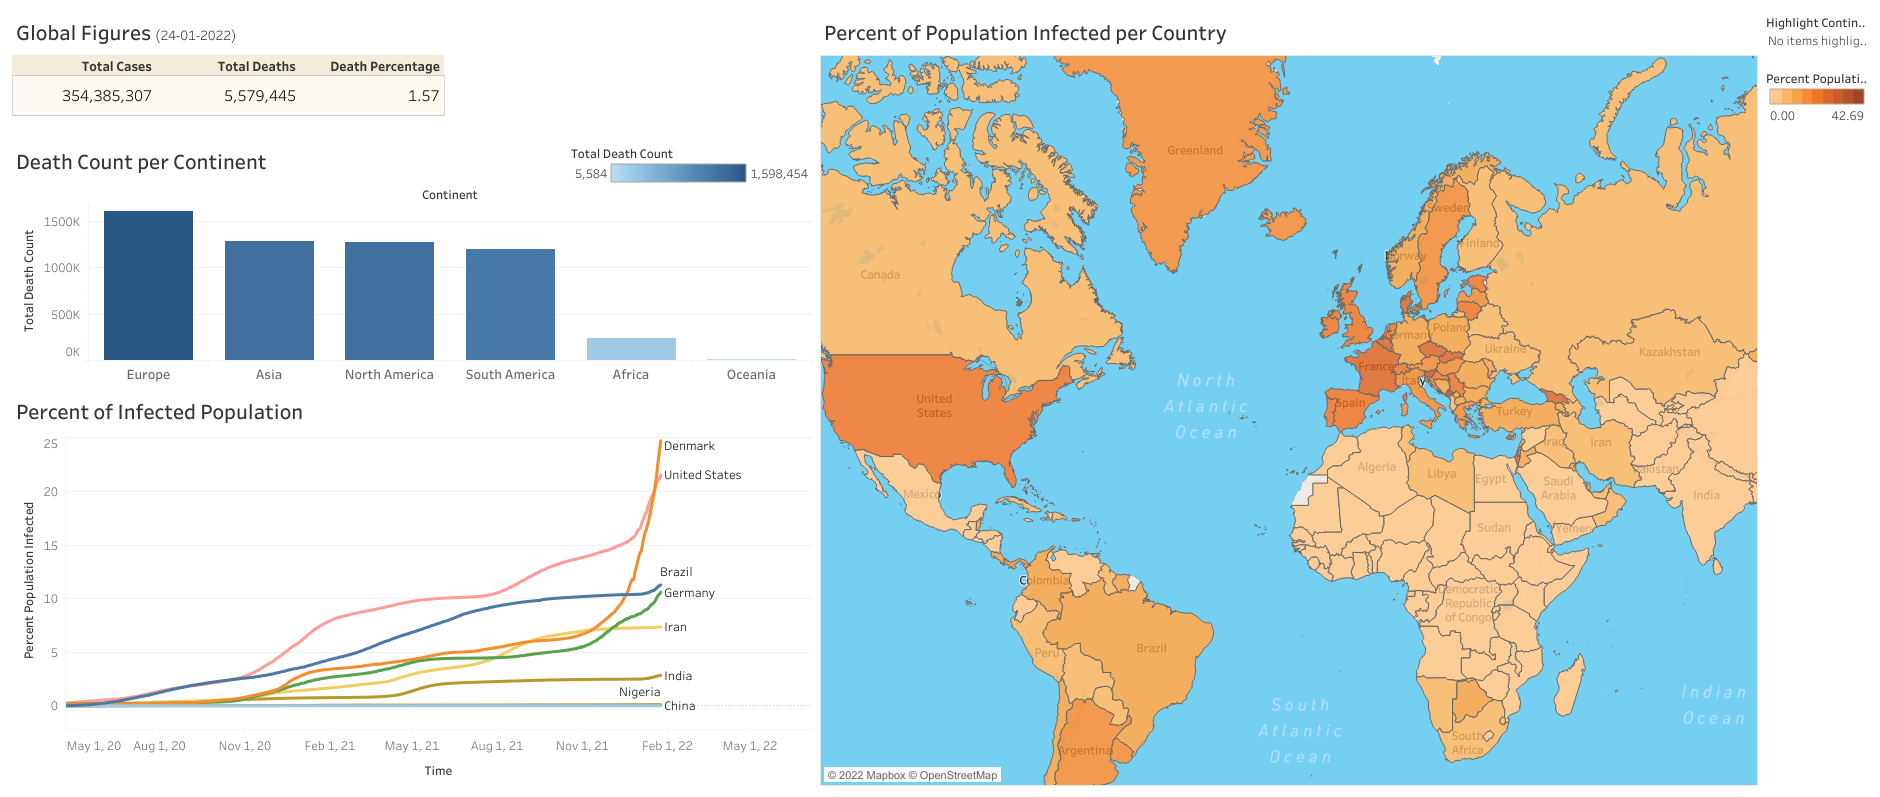 Global Figures (24-01-2022)
Total Cases Total Deaths Death Percentage
354,385,307 5,579,445 1.57
Death Count per Continent
Total Death Count
5,584 1,598,454
Continent
Total Death Count
1500K
1000K
500K
0K
Europe Asia North America South America Africa Oceania
Percent of Infected Population
Percent Population Infected
25
20
15
10
5
0
Denmark
United States
Brazil
Germany
Iran
India
Nigeria
China
May 1, 20 Aug 1, 20 Nov 1, 20 Feb 1, 21 May 1, 21 Aug 1, 21 Nov 1, 21 Feb 1, 22 May 1, 22
Time
Percent of Population Infected per Country
Greenland
Sweden
Finland
Norway
Canada
Germany
Poland
Ukraine
Kazakhstan
France
Italy
Spain
Turkey
United
States
North
Atlantic
Ocean
Iraq
Iran
Algeria
Libya
Egypt
Pakistan
Saudi
Arabia
India
Mexico
Sudan
Yemen
Colombia
Democratic
Republic
of Congo
Peru
Brazil
South
Atlantic
Ocean
Indian
Ocean
South
Africa
Argentina
© 2022 Mapbox © OpenStreetMap
Highlight Contin..
No items highlig..
Percent Populati..
0.00 42.69